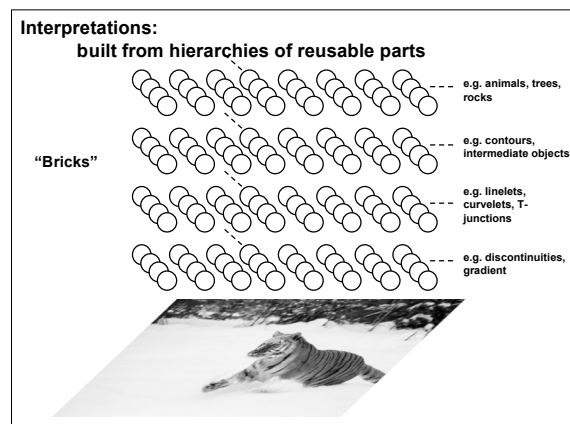 Interpretations:
built from hierarchies of reusable parts
e.g. animals, trees,
rocks
e.g. contours,
intermediate objects
“Bricks”
e.g. linelets,
curvelets, T-
junctions
e.g. discontinuities,
gradient